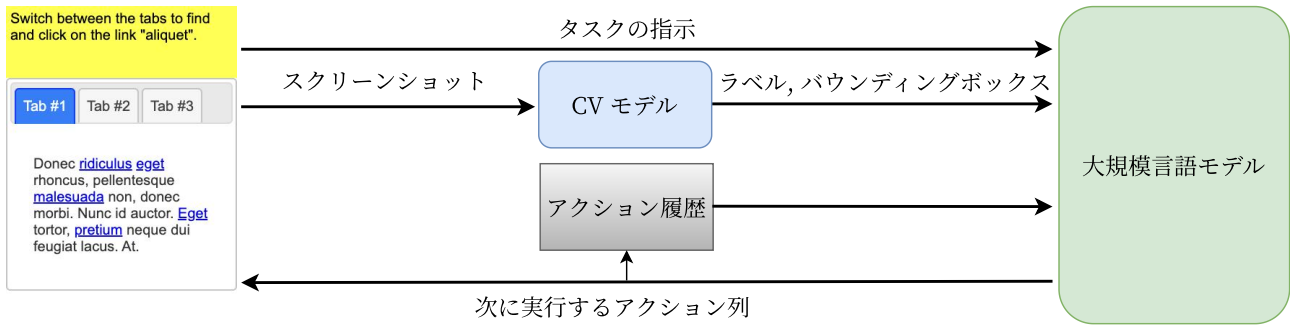 Switch between the tabs to find
and click on the link "aliquet".
Tab #1 Tab #2 Tab #3
Donec ridiculus eget
rhoncus, pellentesque
malesuada non, donec
morbi. Nunc id auctor. Eget
tortor, pretium neque dui
feugiat lacus. At.
タスクの指示
スクリーンショット
CV モデル
ラベル, バウンディングボックス
アクション履歴
次に実行するアクション列
大規模言語モデル